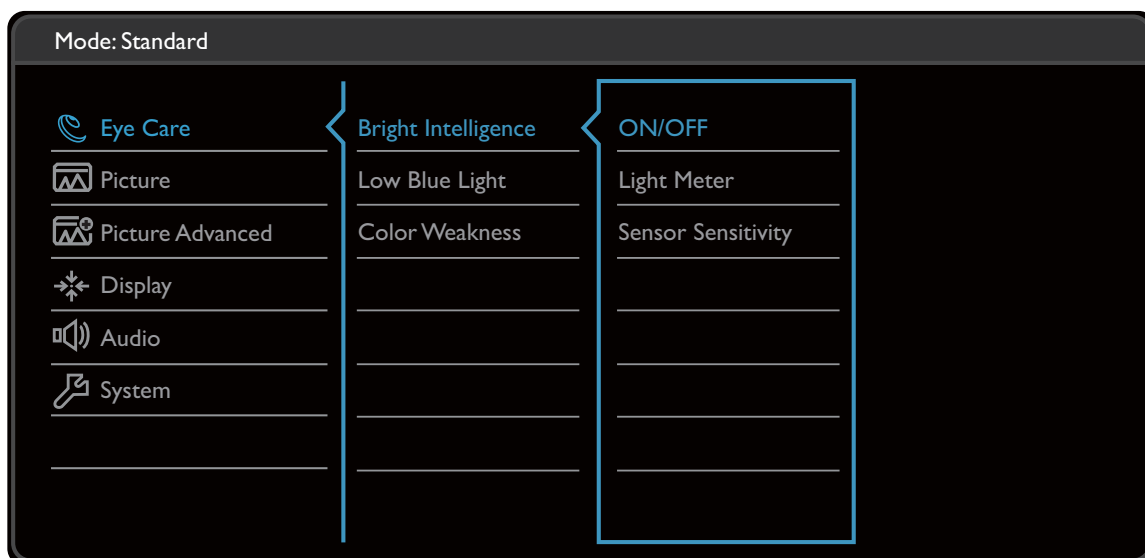 Mode: Standard
Eye Care
Picture
Picture Advanced
Display
Audio
System
Bright Intelligence
Low Blue Light
Color Weakness
ON/OFF
Light Meter
Sensor Sensitivity